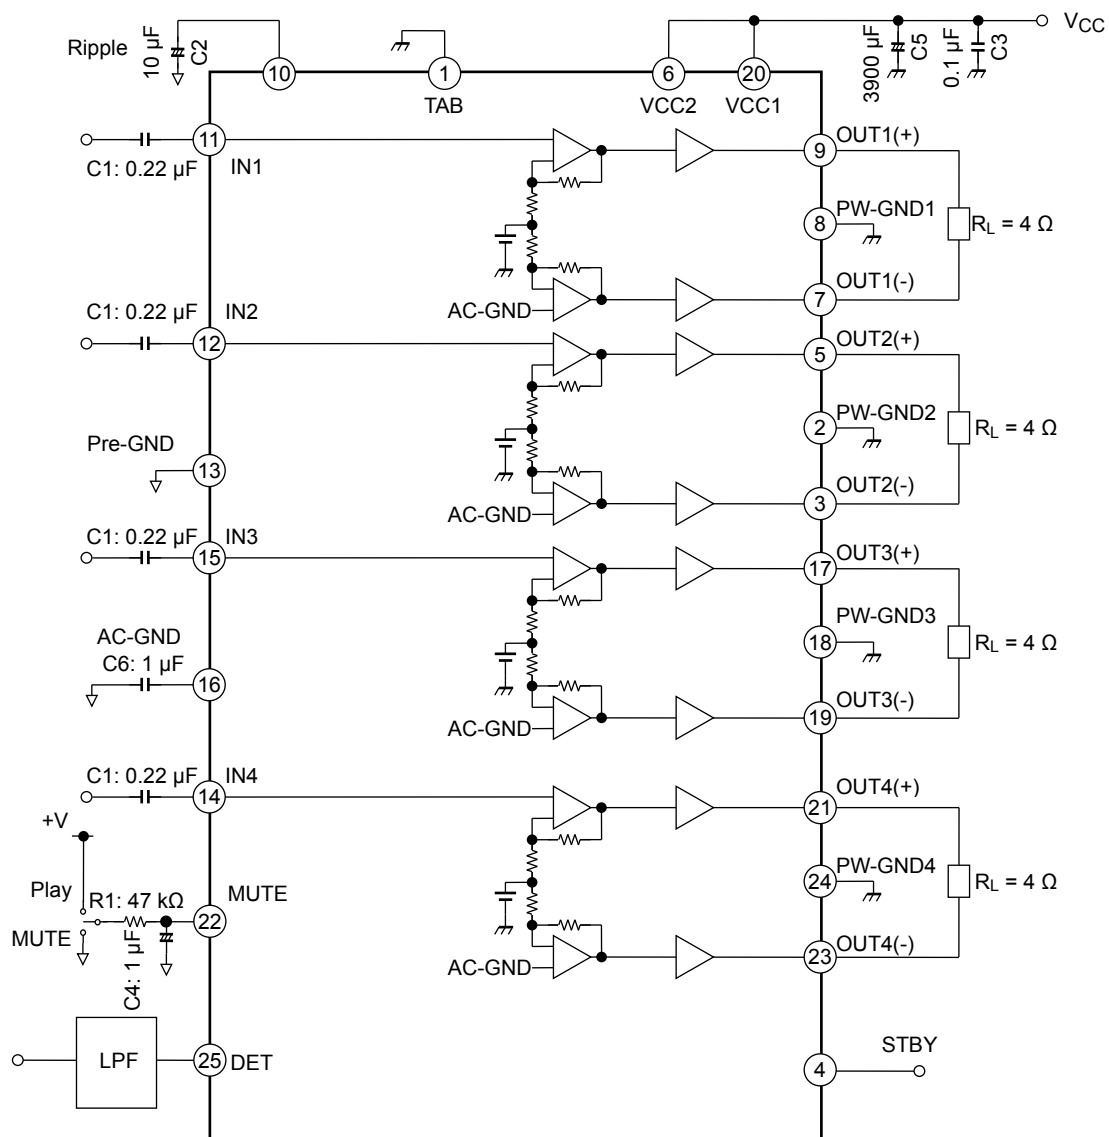 Ripple
10 µF
C2
10
1
TAB
6
VCC2
20
VCC1
3900 µF
C5
0.1 µF
C3
VCC
11
C1: 0.22 µF
IN1
9
OUT1(+)
8
PW-GND1
RL = 4 Ω
7
OUT1(-)
AC-GND
C1: 0.22 µF
IN2
12
5
OUT2(+)
2
PW-GND2
RL = 4 Ω
3
OUT2(-)
AC-GND
Pre-GND
13
C1: 0.22 µF
IN3
15
17
OUT3(+)
18
PW-GND3
RL = 4 Ω
19
OUT3(-)
AC-GND
AC-GND
C6: 1 µF
16
C1: 0.22 µF
IN4
14
21
OUT4(+)
24
PW-GND4
RL = 4 Ω
23
OUT4(-)
AC-GND
+V
Play
R1: 47 kΩ
MUTE
22
MUTE
C4: 1 µF
LPF
25
DET
4
STBY